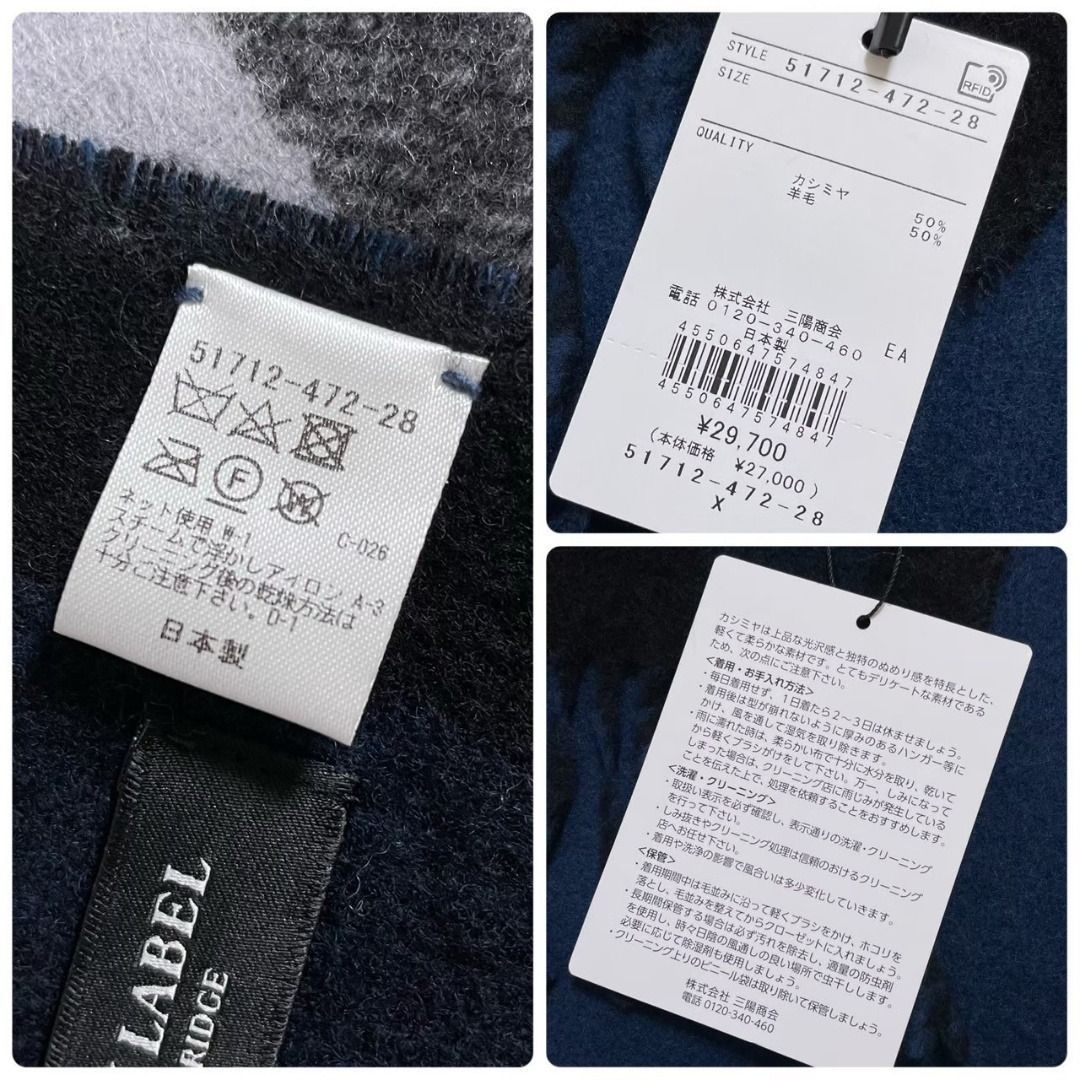 51712-472-28
F
ネット使用 W-1 C-026
スチームで浮かしアイロン A-3
クリーニング後の乾燥方法は
十分ご注意下さい。D-1
日本製
LABEL
RIDGE
STYLE 51712-472-28
SIZE
RFID
QUALITY
カシミヤ 50%
羊毛 50%
株式会社 三陽商会
電話 0120-340-460
日本製 EA
4550647574847
4550647574847
¥29,700
(本体価格 ¥27,000)
51712-472-28
X
カシミヤは上品な光沢感と独特のぬめり感を特長とした、
軽くて柔らかな素材です。とてもデリケートな素材である
ため、次の点にご注意下さい。
<着用・お手入れ方法>
・毎日着用せず、1日着たら2~3日は休ませましょう。
・着用後は型が崩れないように厚みのあるハンガー等に
かけ、風を通して湿気を取り除きます。
・雨に濡れた時は、柔らかい布で十分に水分を取り、乾いて
から軽くブラシがけをして下さい。万一、しみになって
しまった場合は、クリーニング店に雨じみが発生している
ことを伝えた上で、処理を依頼することをおすすめします。
<洗濯・クリーニング>
・取扱い表示を必ず確認し、表示通りの洗濯・クリーニング
を行って下さい。
・しみ抜きやクリーニング処理は信頼のおけるクリーニング
店へお任せ下さい。
・着用や洗浄の影響で風合いは多少変化していきます。
<保管>
・着用期間中は毛並みに沿って軽くブラシをかけ、ホコリを
落とし、毛並みを整えてからクローゼットに入れましょう。
・長期間保管する場合は必ず汚れを除去し、適量の防虫剤
を使用し、時々日陰の風通しの良い場所で虫干しします。
必要に応じて除湿剤も使用しましょう。
・クリーニング上りのビニール袋は取り除いて保管しましょう。
株式会社 三陽商会
電話 0120-340-460